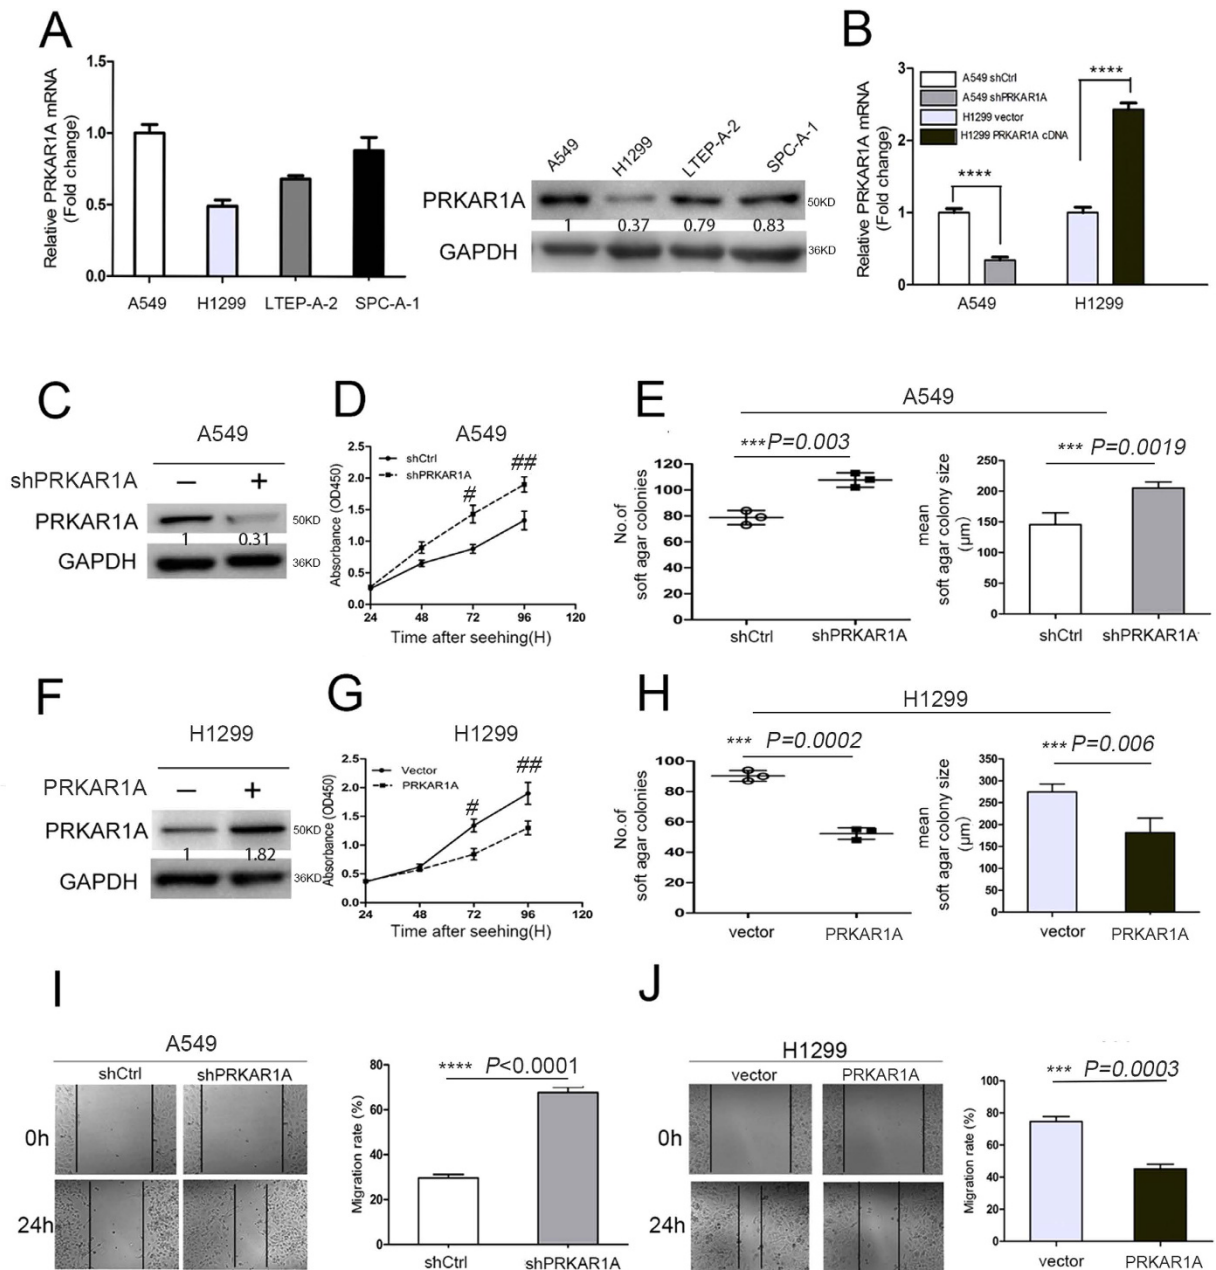 A
Relative PRKAR1A mRNA
(Fold change)
1.5
1.0
0.5
0.0
A549
H1299
LTEP-A-2
SPC-A-1
A549
H1299
LTEP-A-2
SPC-A-1
PRKAR1A
50KD
1 0.37 0.79 0.83
GAPDH
36KD
B
Relative PRKAR1A mRNA
(Fold change)
3
2
1
0
A549 shCtrl
A549 shPRKAR1A
H1299 vector
H1299 PRKAR1A cDNA
****
****
A549
H1299
C
A549
shPRKAR1A − +
PRKAR1A
50KD
1 0.31
GAPDH
36KD
D
A549
Absorbance (OD450)
2.5
2.0
1.5
1.0
0.5
0.0
shCtrl
shPRKAR1A
#
##
24 48 72 96 120
Time after seehing(H)
E
A549
*** P=0.003
No.of
soft agar colonies
120
100
80
60
40
20
0
shCtrl
shPRKAR1A
*** P=0.0019
mean
soft agar colony size
(μm)
250
200
150
100
50
0
shCtrl
shPRKAR1A
F
H1299
PRKAR1A − +
PRKAR1A
50KD
1 1.82
GAPDH
36KD
G
H1299
Absorbance (OD450)
2.5
2.0
1.5
1.0
0.5
0.0
Vector
PRKAR1A
#
##
24 48 72 96 120
Time after seehing(H)
H
H1299
*** P=0.0002
No.of
soft agar colonies
100
80
60
40
20
0
vector
PRKAR1A
*** P=0.006
mean
soft agar colony size
(μm)
350
300
250
200
150
100
50
0
vector
PRKAR1A
I
A549
shCtrl
shPRKAR1A
0h
24h
**** P<0.0001
Migration rate (%)
80
60
40
20
0
shCtrl
shPRKAR1A
J
H1299
vector
PRKAR1A
0h
24h
*** P=0.0003
Migration rate (%)
100
80
60
40
20
0
vector
PRKAR1A